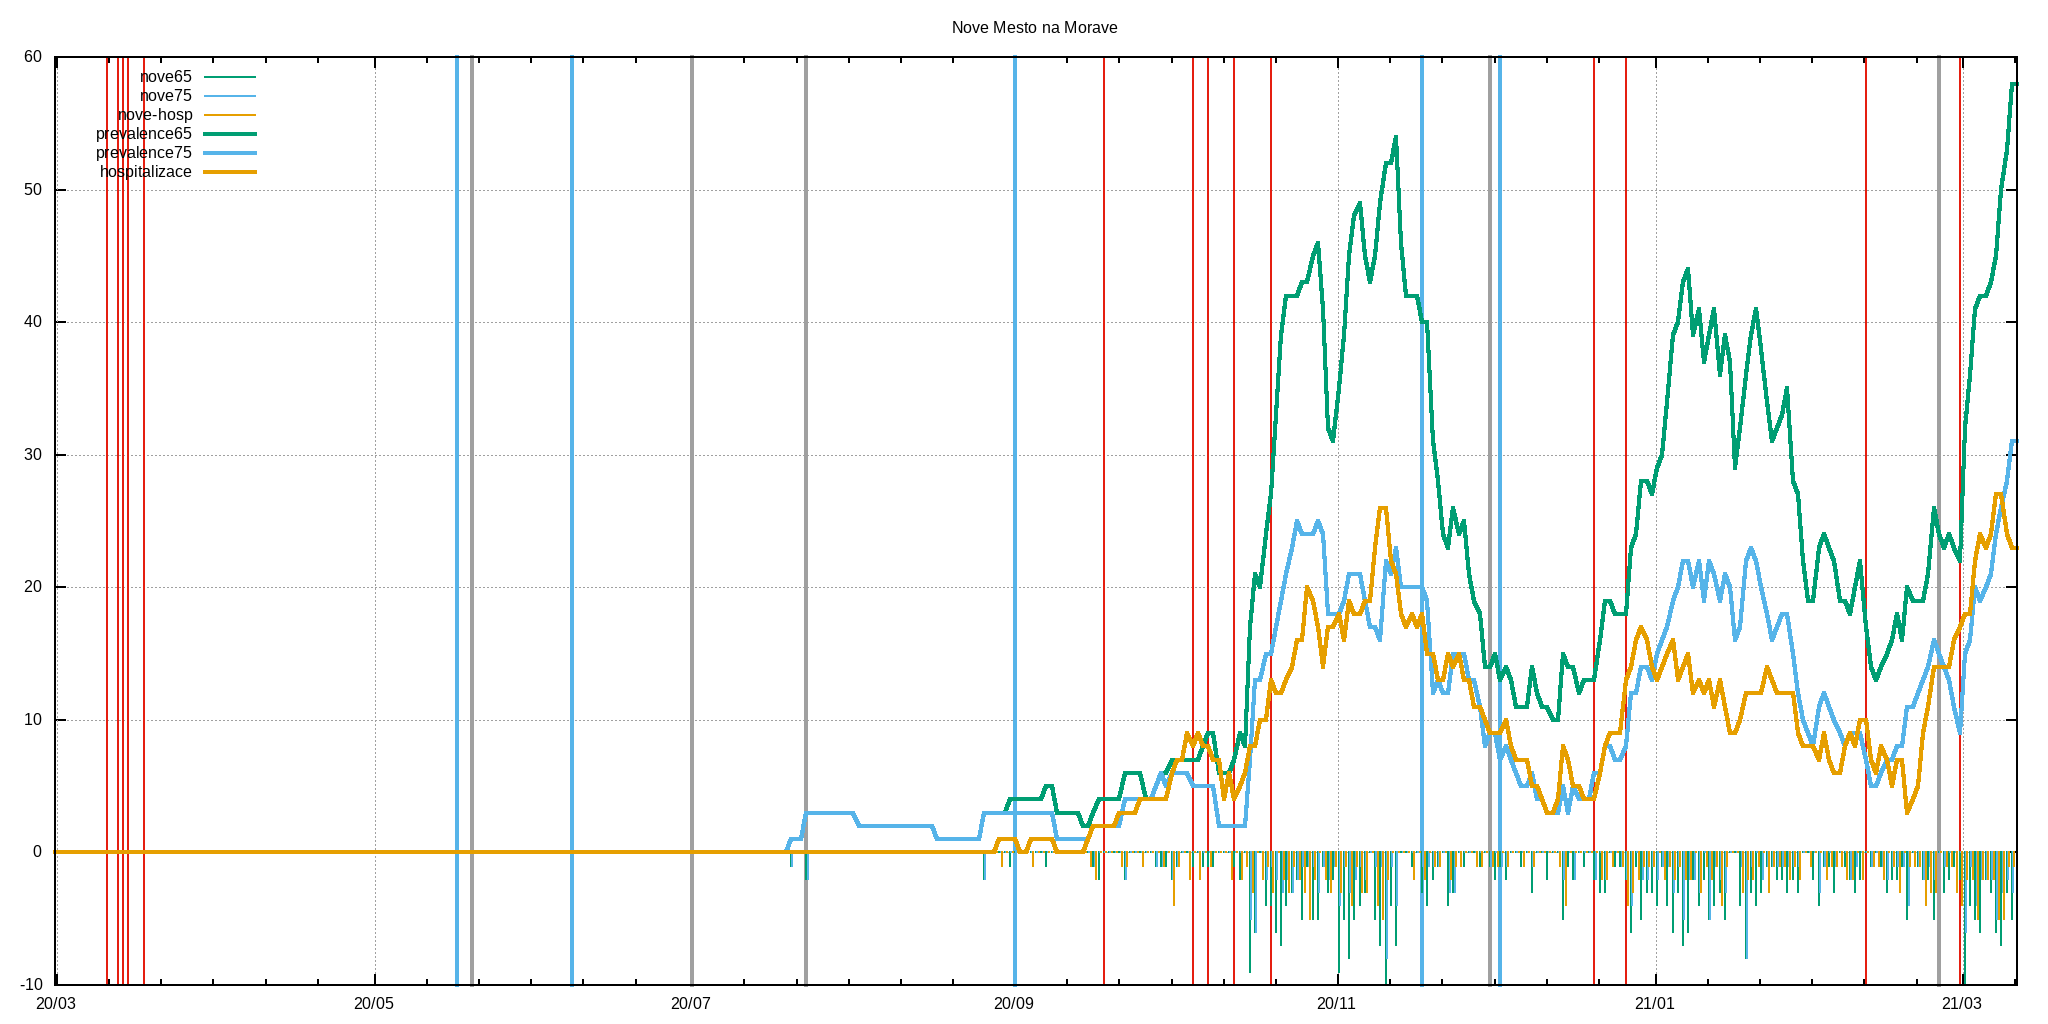 Nove Mesto na Morave
60
50
40
30
20
10
0
-10
nove65
nove75
nove-hosp
prevalence65
prevalence75
hospitalizace
20/03 20/05 20/07 20/09 20/11 21/01 21/03